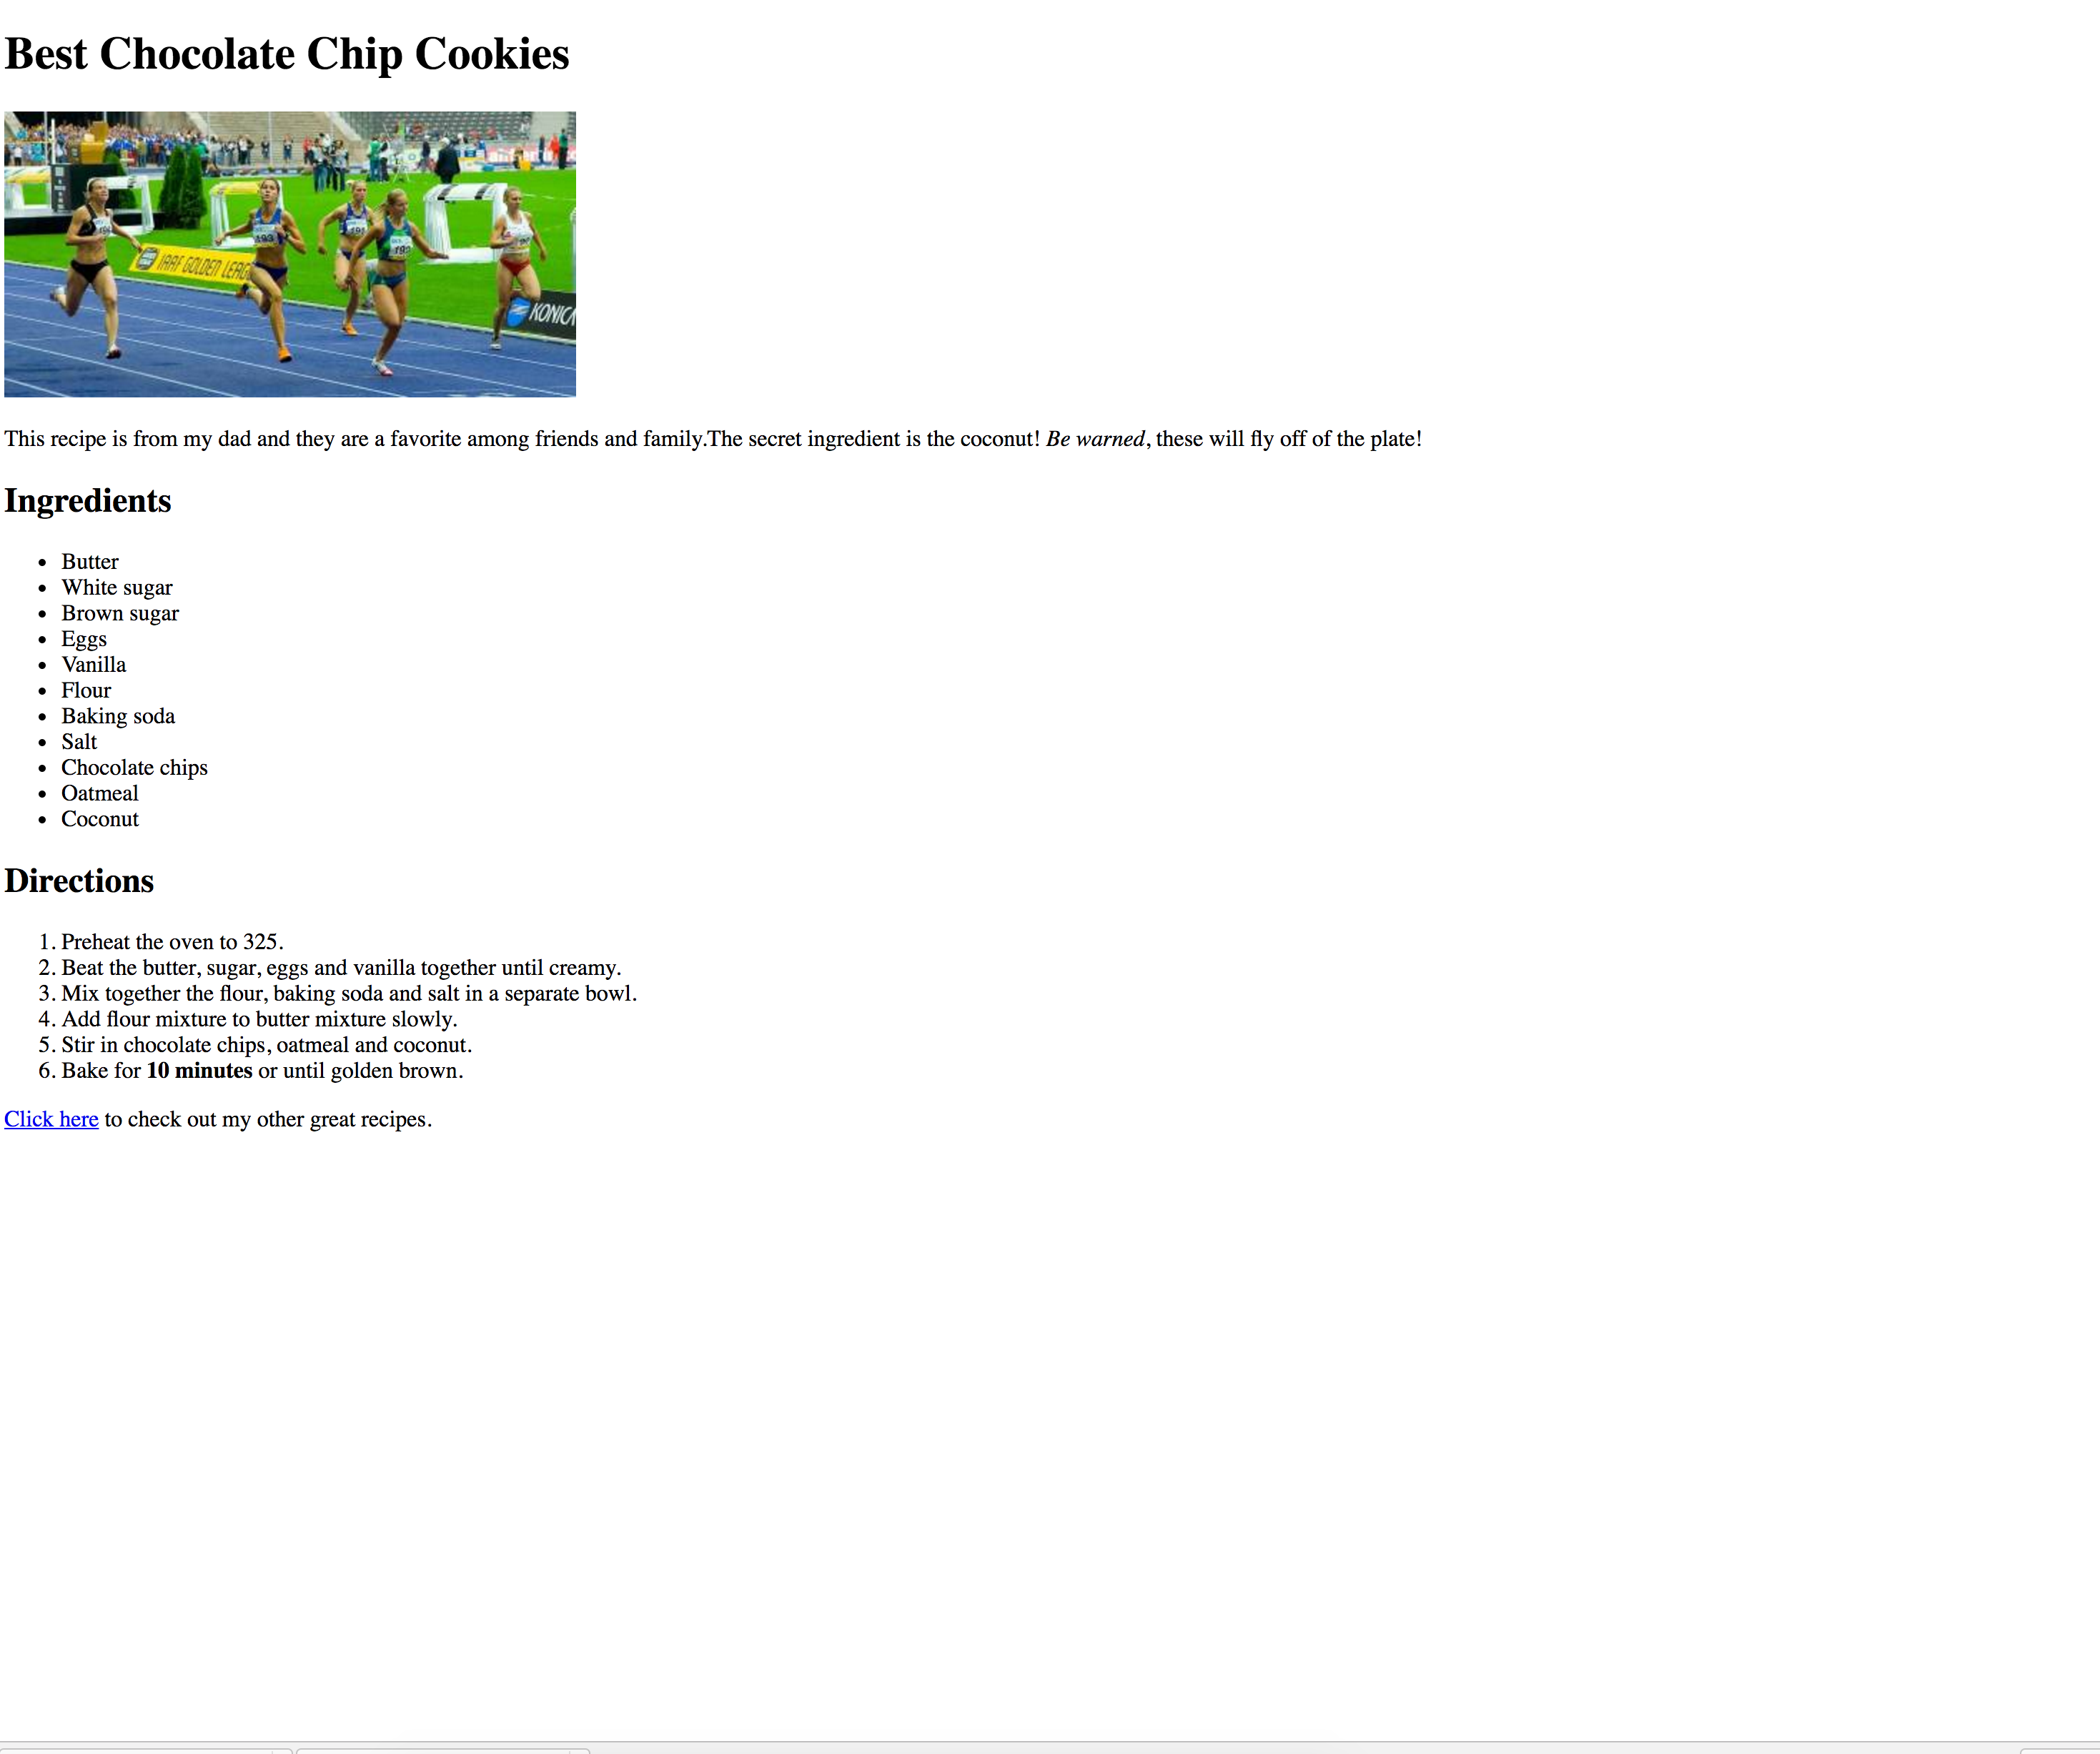 Best Chocolate Chip Cookies
193
IAAF GOLDEN LEAG
KONICA
This recipe is from my dad and they are a favorite among friends and family.The secret ingredient is the coconut! Be warned, these will fly off of the plate!
Ingredients
• Butter
• White sugar
• Brown sugar
• Eggs
• Vanilla
• Flour
• Baking soda
• Salt
• Chocolate chips
• Oatmeal
• Coconut
Directions
1. Preheat the oven to 325.
2. Beat the butter, sugar, eggs and vanilla together until creamy.
3. Mix together the flour, baking soda and salt in a separate bowl.
4. Add flour mixture to butter mixture slowly.
5. Stir in chocolate chips, oatmeal and coconut.
6. Bake for 10 minutes or until golden brown.
Click here to check out my other great recipes.